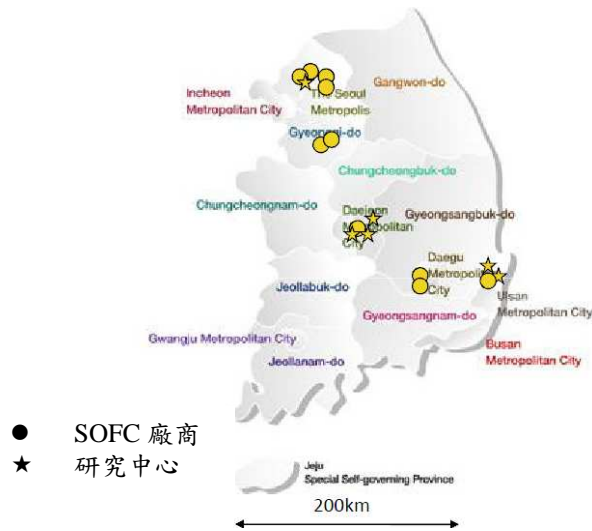 Gangwon-do
Incheon
Metropolitan City
The Seoul
Metropolis
Gyeonggi-do
Chungcheongbuk-do
Chungcheongnam-do
Daejeon
Metropolitan
City
Gyeongsangbuk-do
Daegu
Metropolitan
City
Jeollabuk-do
Ulsan
Metropolitan City
Gyeongsangnam-do
Gwangju Metropolitan City
Busan
Metropolitan City
Jeollanam-do
● SOFC 廠商
★ 研究中心
Jeju
Special Self-governing Province
200km